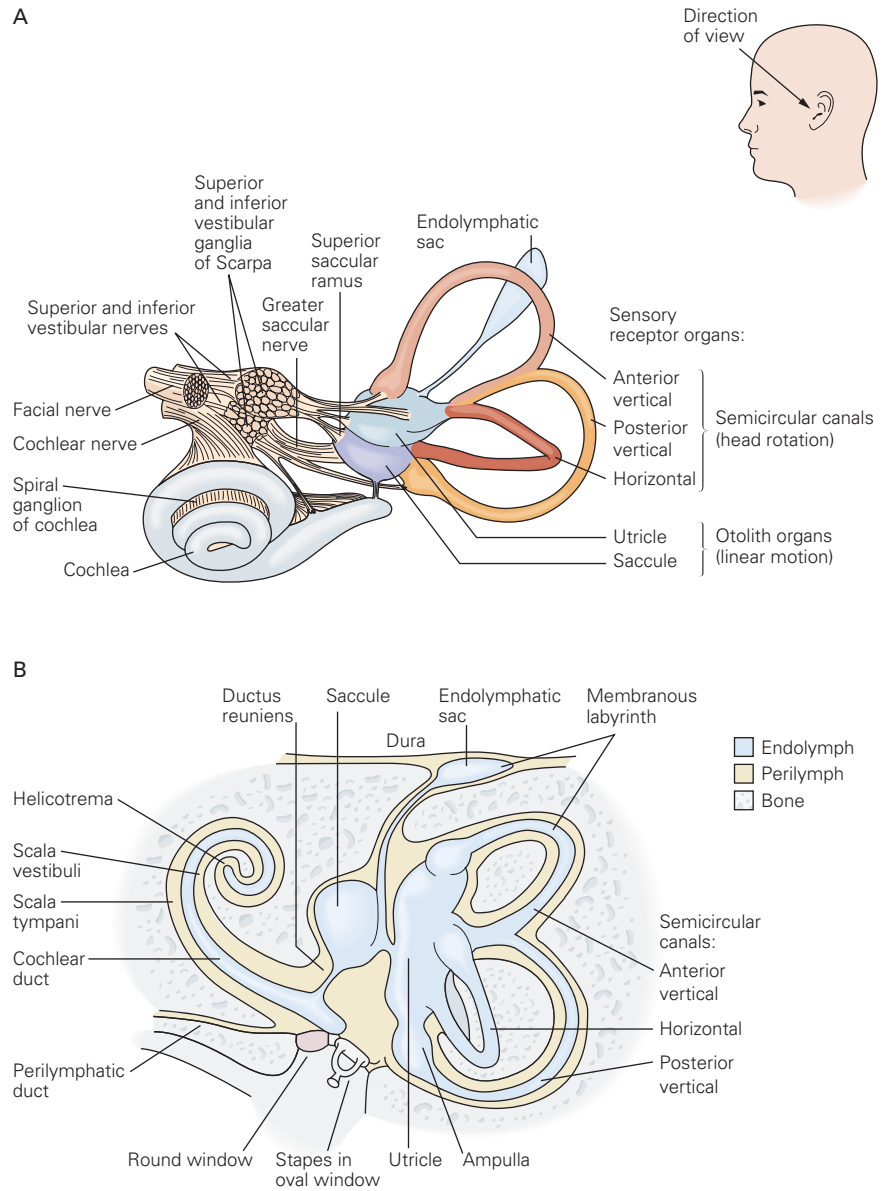 A
Direction
of view
Superior
and inferior
vestibular
ganglia
of Scarpa
Endolymphatic
sac
Superior
saccular
ramus
Superior and inferior
vestibular nerves
Greater
saccular
nerve
Sensory
receptor organs:
Facial nerve
Anterior
vertical
Cochlear nerve
Posterior
vertical
Semicircular canals
(head rotation)
Spiral
ganglion
of cochlea
Horizontal
Cochlea
Utricle
Saccule
Otolith organs
(linear motion)
B
Ductus
reuniens
Saccule
Endolymphatic
sac
Membranous
labyrinth
Dura
Endolymph
Perilymph
Bone
Helicotrema
Scala
vestibuli
Scala
tympani
Cochlear
duct
Semicircular
canals:
Anterior
vertical
Horizontal
Perilymphatic
duct
Posterior
vertical
Round window
Stapes in
oval window
Utricle
Ampulla